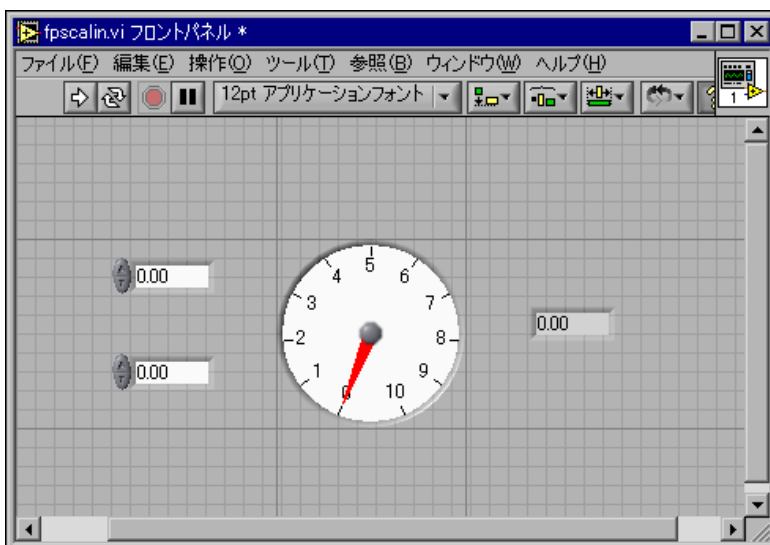 fpscalin.vi フロントパネル *
ファイル(F) 編集(E) 操作(O) ツール(T) 参照(B) ウィンドウ(W) ヘルプ(H)
12pt アプリケーションフォント
1
0.00
0.00
0 1 2 3 4 5 6 7 8 9 10
0.00